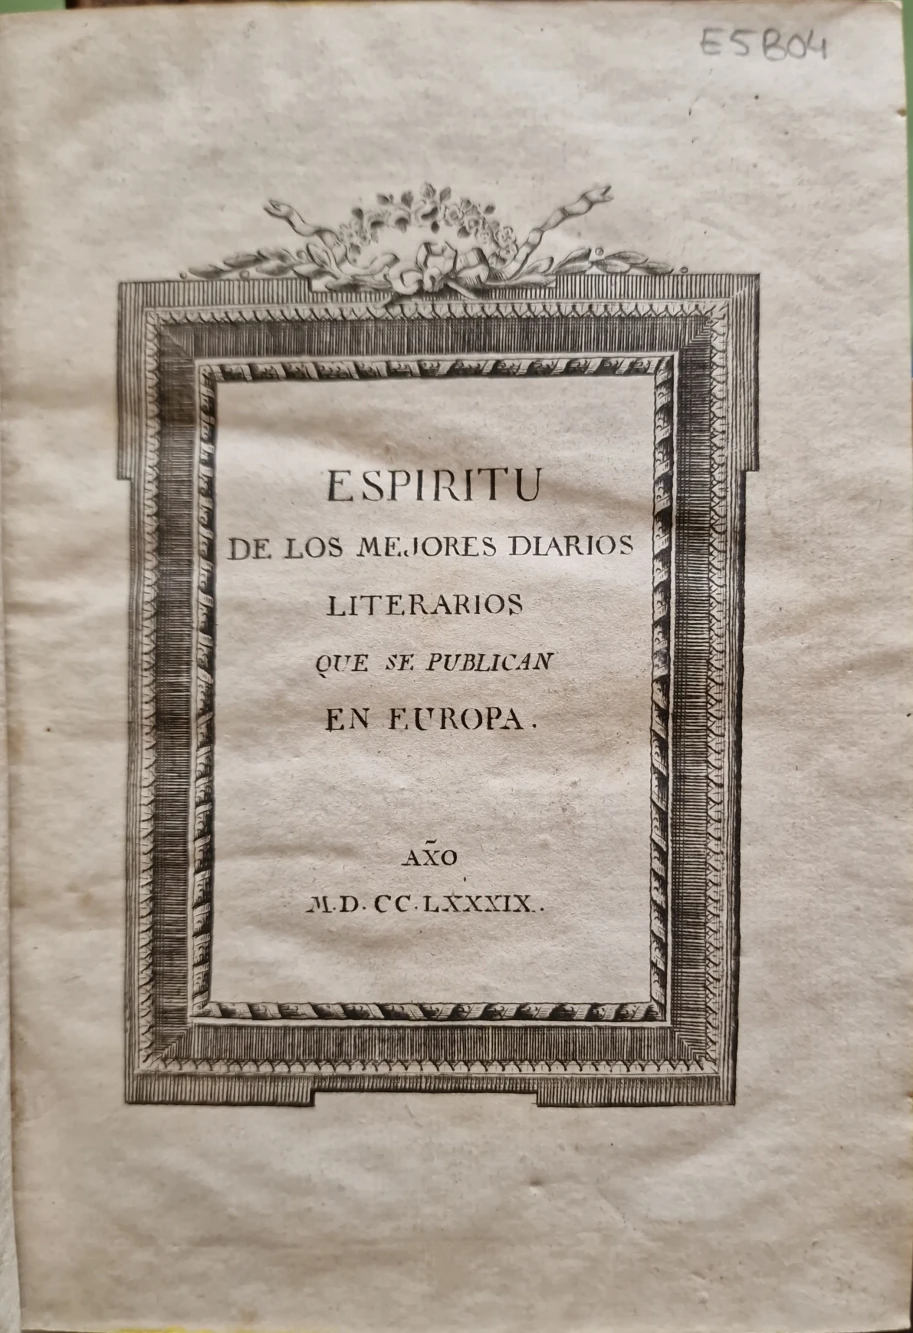 E5B04
ESPIRITU
DE LOS MEJORES DIARIOS
LITERARIOS
QUE SE PUBLICAN
EN EUROPA.
AÑO
M.D.CC.LXXXIX.